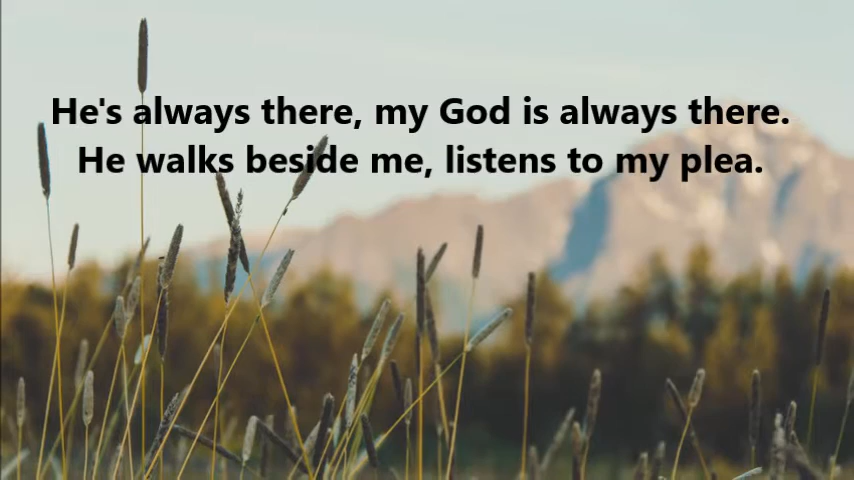 He's always there, my God is always there.
He walks beside me, listens to my plea.